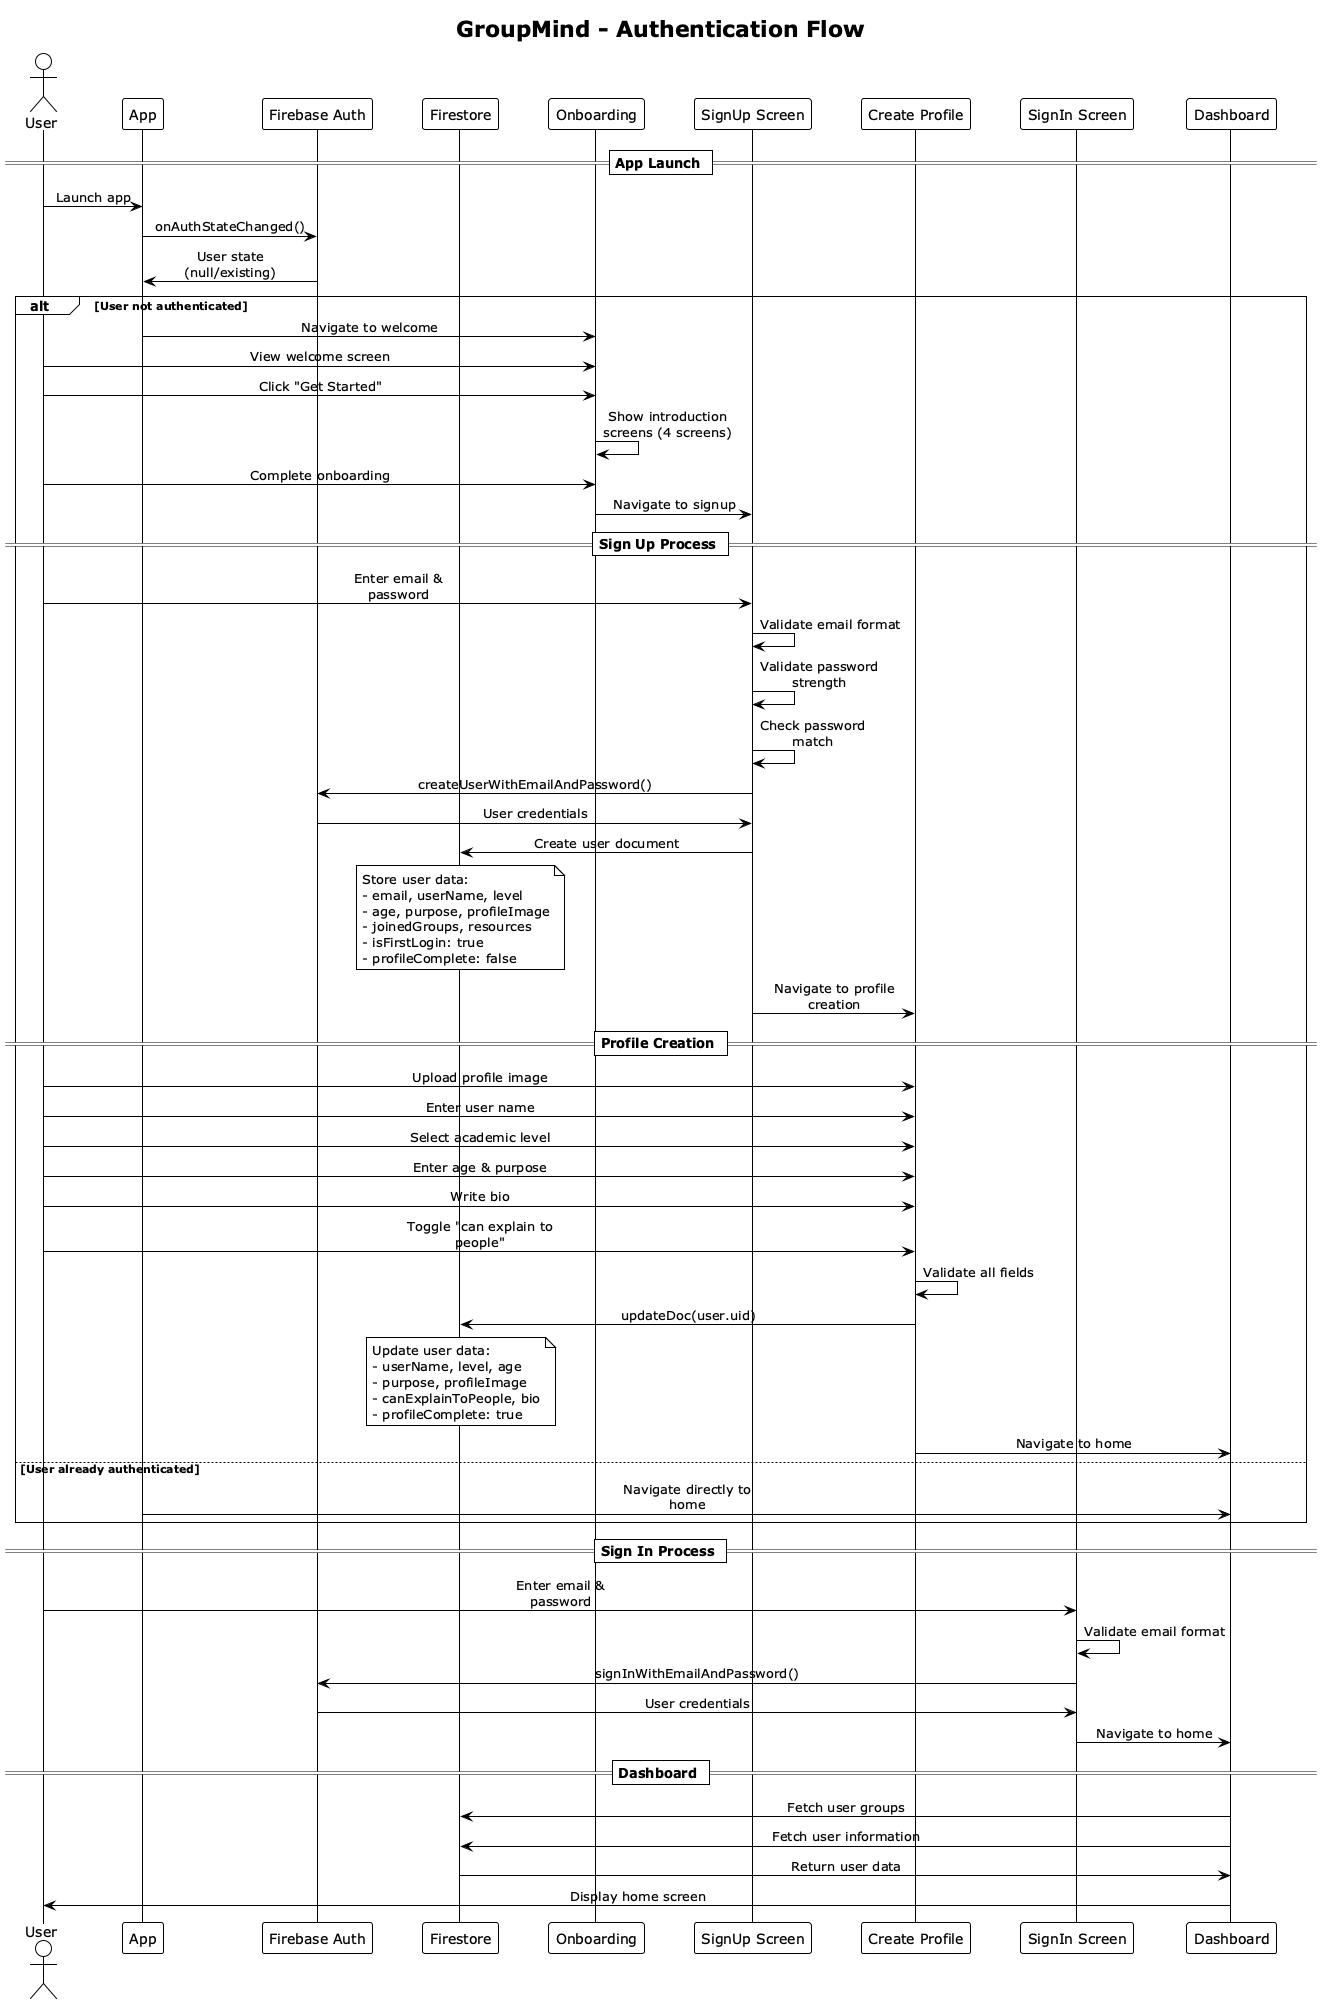 GroupMind - Authentication Flow
User
App
Firebase Auth
Firestore
Onboarding
SignUp Screen
Create Profile
SignIn Screen
Dashboard
App Launch
Launch app
onAuthStateChanged()
User state
(null/existing)
alt
[User not authenticated]
Navigate to welcome
View welcome screen
Click "Get Started"
Show introduction
screens (4 screens)
Complete onboarding
Navigate to signup
Sign Up Process
Enter email &
password
Validate email format
Validate password
strength
Check password
match
createUserWithEmailAndPassword()
User credentials
Create user document
Store user data:
- email, userName, level
- age, purpose, profileImage
- joinedGroups, resources
- isFirstLogin: true
- profileComplete: false
Navigate to profile
creation
Profile Creation
Upload profile image
Enter user name
Select academic level
Enter age & purpose
Write bio
Toggle "can explain to
people"
Validate all fields
updateDoc(user.uid)
Update user data:
- userName, level, age
- purpose, profileImage
- canExplainToPeople, bio
- profileComplete: true
Navigate to home
[User already authenticated]
Navigate directly to
home
Sign In Process
Enter email &
password
Validate email format
signInWithEmailAndPassword()
User credentials
Navigate to home
Dashboard
Fetch user groups
Fetch user information
Return user data
Display home screen
User
App
Firebase Auth
Firestore
Onboarding
SignUp Screen
Create Profile
SignIn Screen
Dashboard